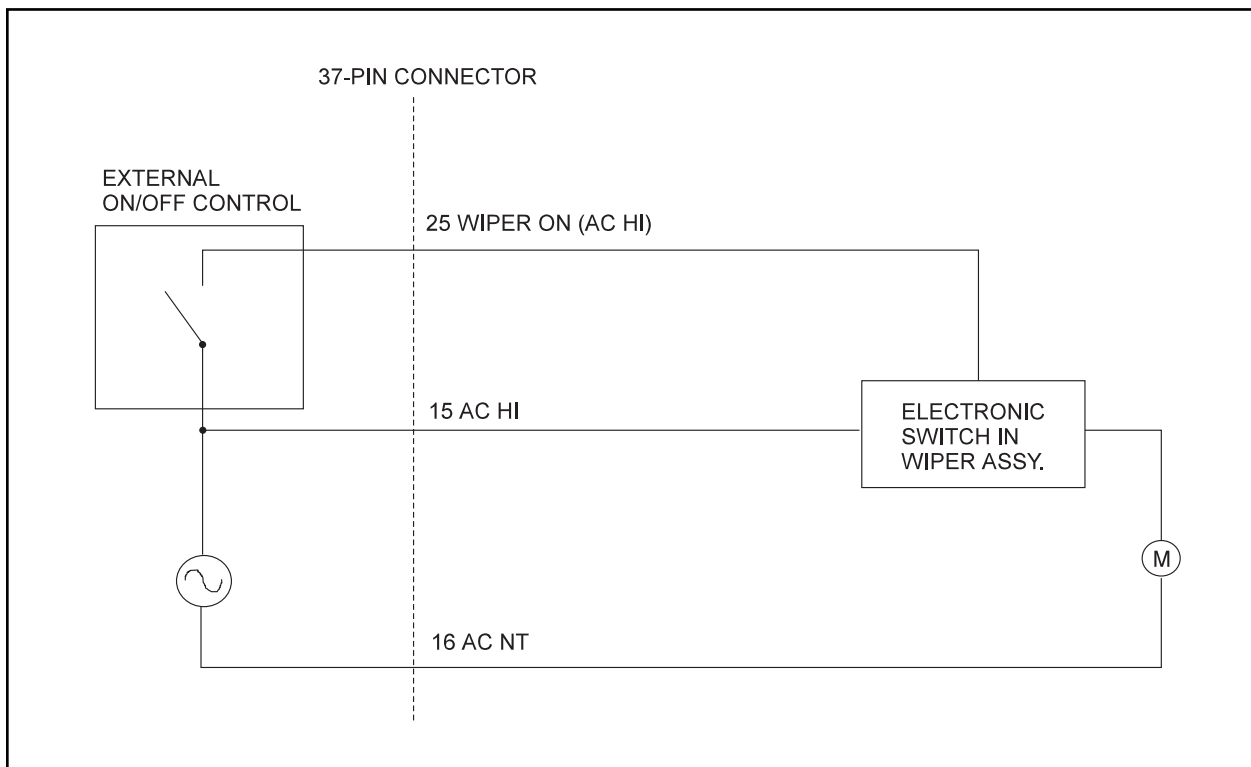 37-PIN CONNECTOR
EXTERNAL
ON/OFF CONTROL
25 WIPER ON (AC HI)
15 AC HI
ELECTRONIC
SWITCH IN
WIPER ASSY.
M
16 AC NT